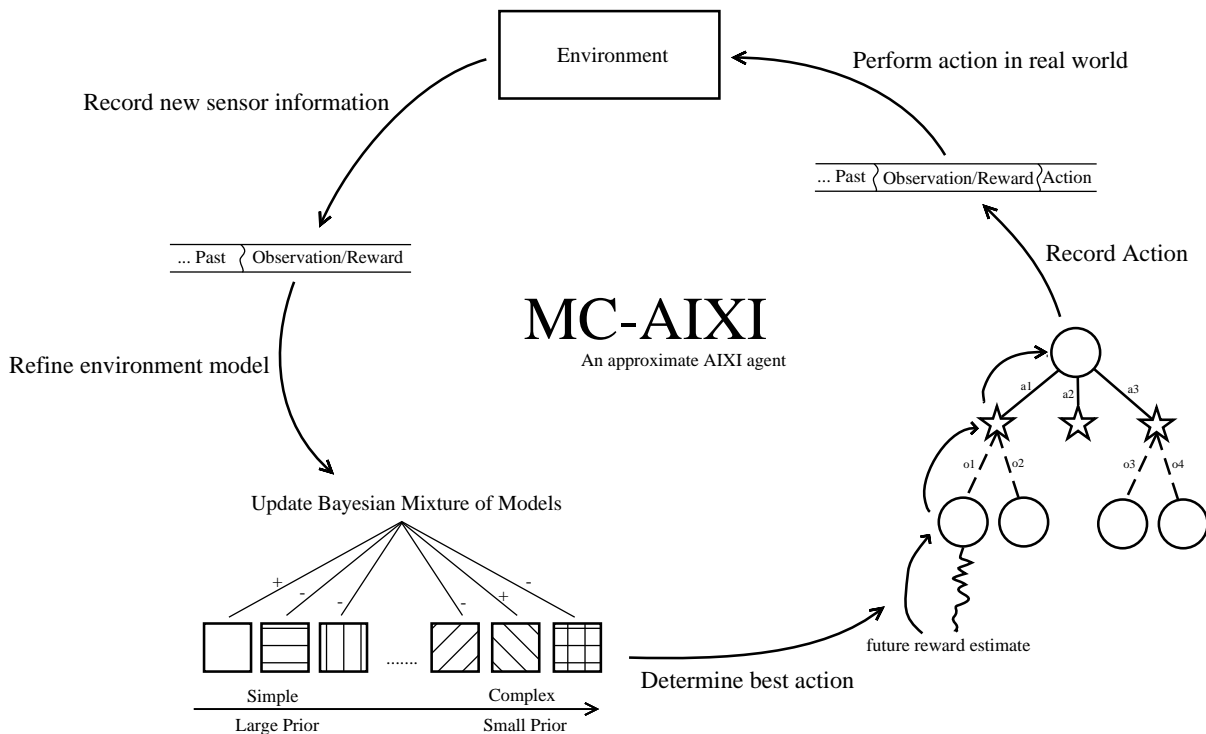 Environment
Perform action in real world
Record new sensor information
... Past Observation/Reward Action
... Past Observation/Reward
Record Action
MC-AIXI
An approximate AIXI agent
Refine environment model
a1 a2 a3
o1 o2 o3 o4
Update Bayesian Mixture of Models
+ - - - + -
.......
future reward estimate
Determine best action
Simple Complex
Large Prior Small Prior